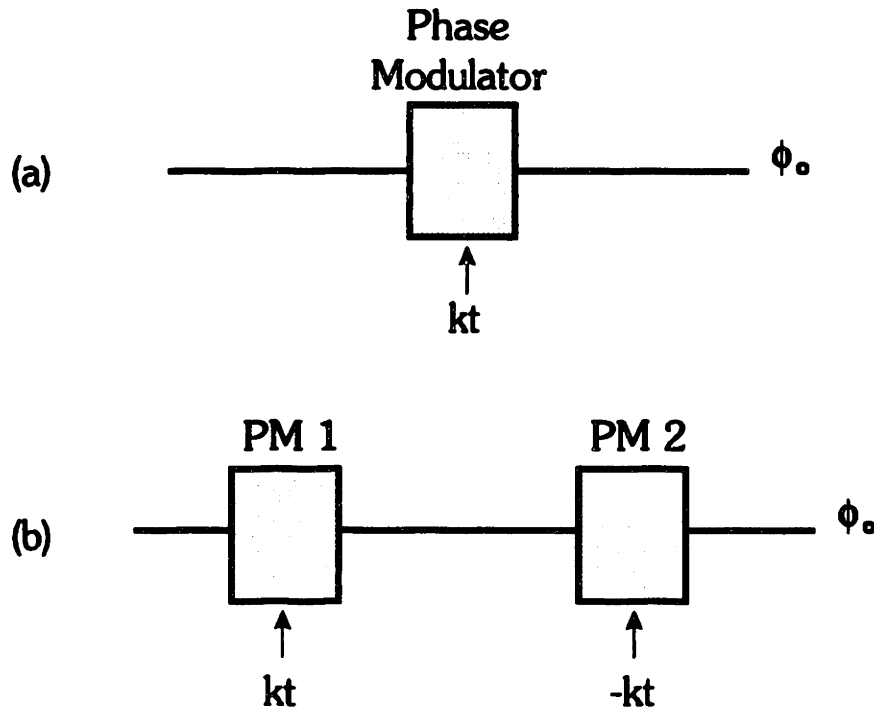 Phase
Modulator
(a)
ϕₒ
kt
PM 1
PM 2
(b)
ϕₒ
kt
-kt